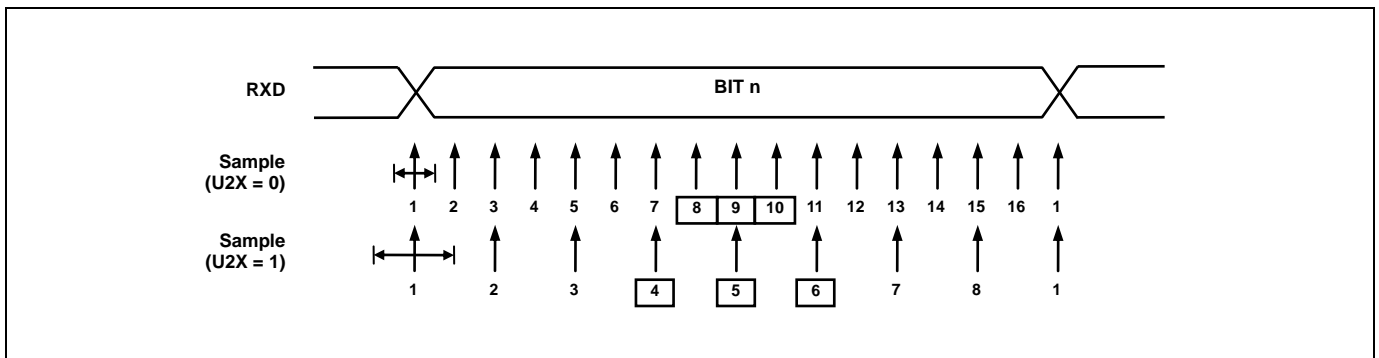 RXD
BIT n
Sample
(U2X = 0)
1 2 3 4 5 6 7 8 9 10 11 12 13 14 15 16 1
Sample
(U2X = 1)
1 2 3 4 5 6 7 8 1